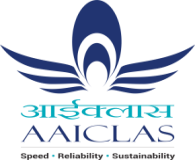 आईक्लास
AAICLAS
Speed • Reliability • Sustainability